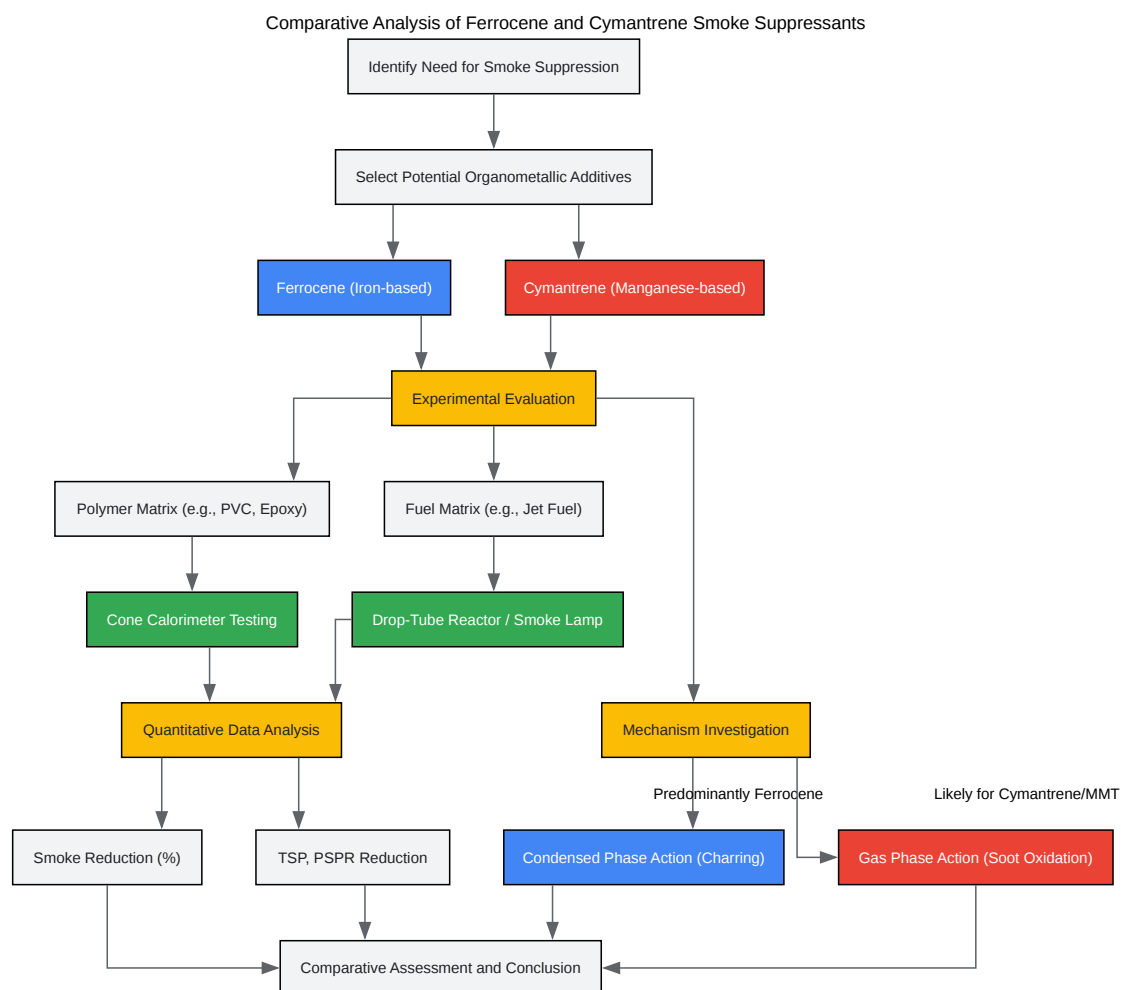 Comparative Analysis of Ferrocene and Cymantrene Smoke Suppressants
Identify Need for Smoke Suppression
Select Potential Organometallic Additives
Ferrocene (Iron-based)
Cymantrene (Manganese-based)
Experimental Evaluation
Polymer Matrix (e.g., PVC, Epoxy)
Fuel Matrix (e.g., Jet Fuel)
Cone Calorimeter Testing
Drop-Tube Reactor / Smoke Lamp
Quantitative Data Analysis
Mechanism Investigation
Predominantly Ferrocene
Likely for Cymantrene/MMT
Smoke Reduction (%)
TSP, PSPR Reduction
Condensed Phase Action (Charring)
Gas Phase Action (Soot Oxidation)
Comparative Assessment and Conclusion